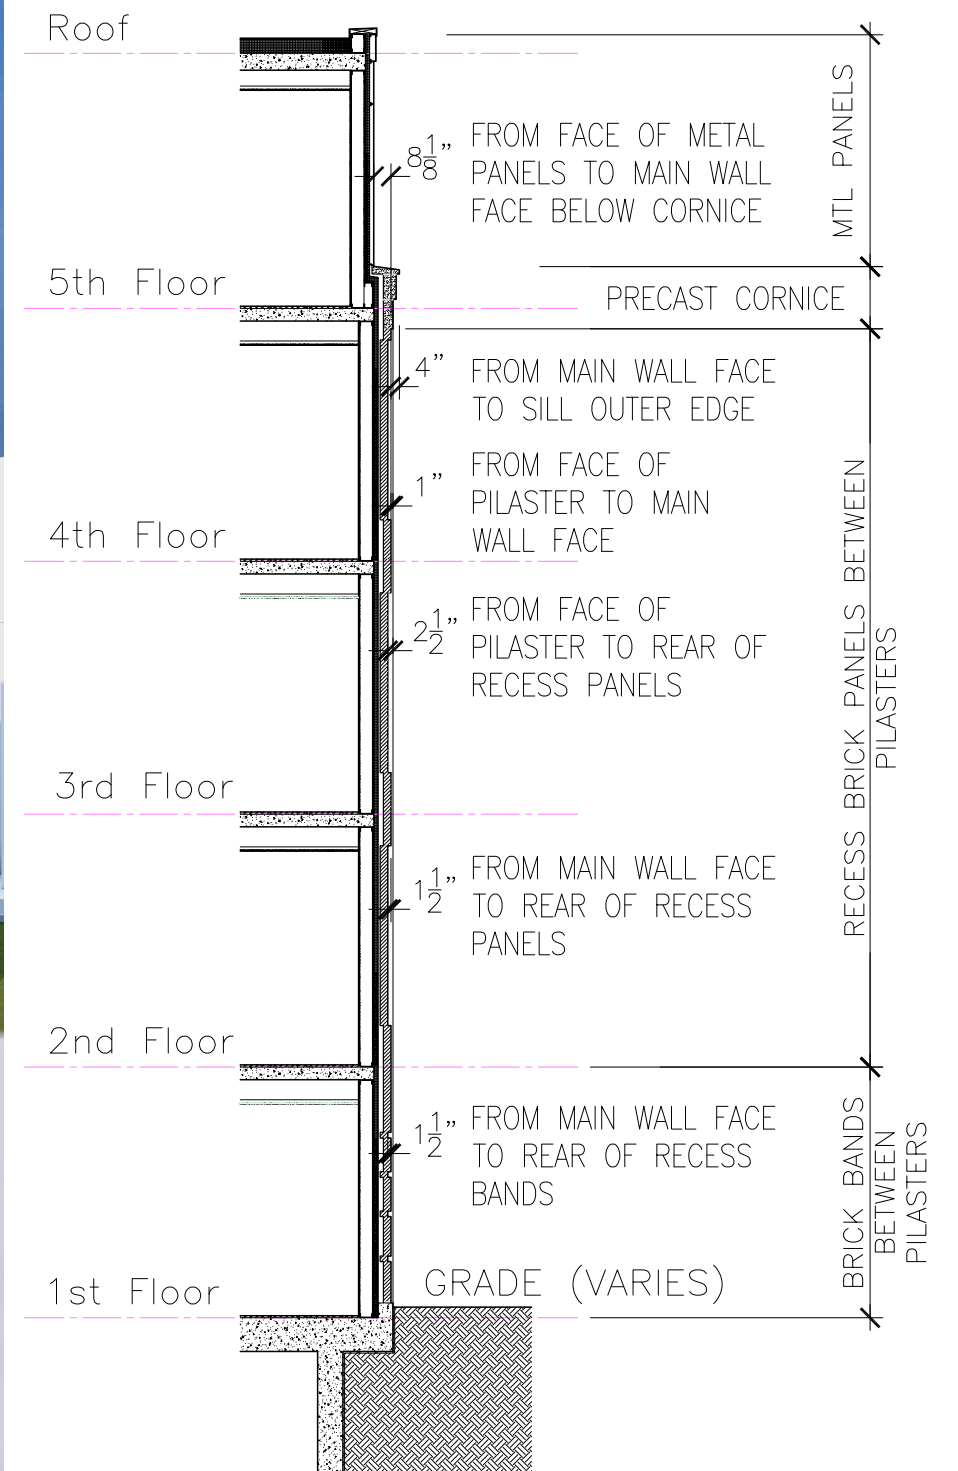 Roof
MTL PANELS
8 1/8”
FROM FACE OF METAL
PANELS TO MAIN WALL
FACE BELOW CORNICE
5th Floor
PRECAST CORNICE
4”
FROM MAIN WALL FACE
TO SILL OUTER EDGE
1”
FROM FACE OF
PILASTER TO MAIN
WALL FACE
4th Floor
2 1/2”
FROM FACE OF
PILASTER TO REAR OF
RECESS PANELS
RECESS BRICK PANELS BETWEEN
PILASTERS
3rd Floor
1 1/2”
FROM MAIN WALL FACE
TO REAR OF RECESS
PANELS
2nd Floor
1 1/2”
FROM MAIN WALL FACE
TO REAR OF RECESS
BANDS
BRICK BANDS
BETWEEN
PILASTERS
1st Floor
GRADE (VARIES)